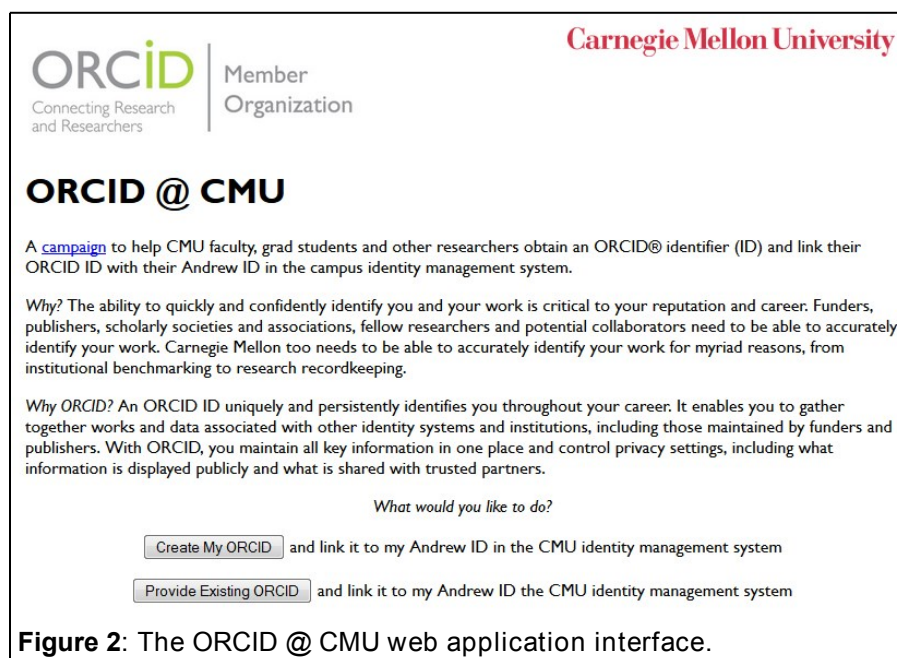 Carnegie Mellon University
ORCiD
Connecting Research
and Researchers
Member
Organization
ORCID @ CMU
A campaign to help CMU faculty, grad students and other researchers obtain an ORCID® identifier (ID) and link their
ORCID ID with their Andrew ID in the campus identity management system.
Why? The ability to quickly and confidently identify you and your work is critical to your reputation and career. Funders,
publishers, scholarly societies and associations, fellow researchers and potential collaborators need to be able to accurately
identify your work. Carnegie Mellon too needs to be able to accurately identify your work for myriad reasons, from
institutional benchmarking to research recordkeeping.
Why ORCID? An ORCID ID uniquely and persistently identifies you throughout your career. It enables you to gather
together works and data associated with other identity systems and institutions, including those maintained by funders and
publishers. With ORCID, you maintain all key information in one place and control privacy settings, including what
information is displayed publicly and what is shared with trusted partners.
What would you like to do?
Create My ORCID and link it to my Andrew ID in the CMU identity management system
Provide Existing ORCID and link it to my Andrew ID the CMU identity management system
Figure 2: The ORCID @ CMU web application interface.